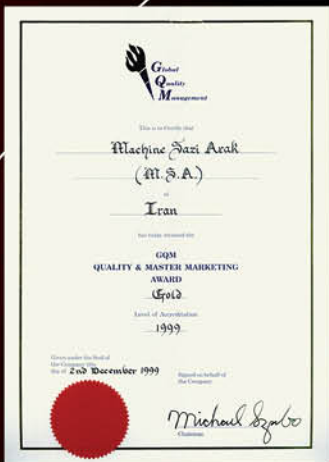 Global
Quality
Management
This is to Certify that
Machine Sazi Arak
(M.S.A.)
of
Iran
has today received the
GQM
QUALITY & MASTER MARKETING
AWARD
Gold
Level of Accreditation
1999
Given under the Seal of
the Company this
day of 2nd December 1999
Signed on behalf of
the Company
Michael Szabo
Chairman